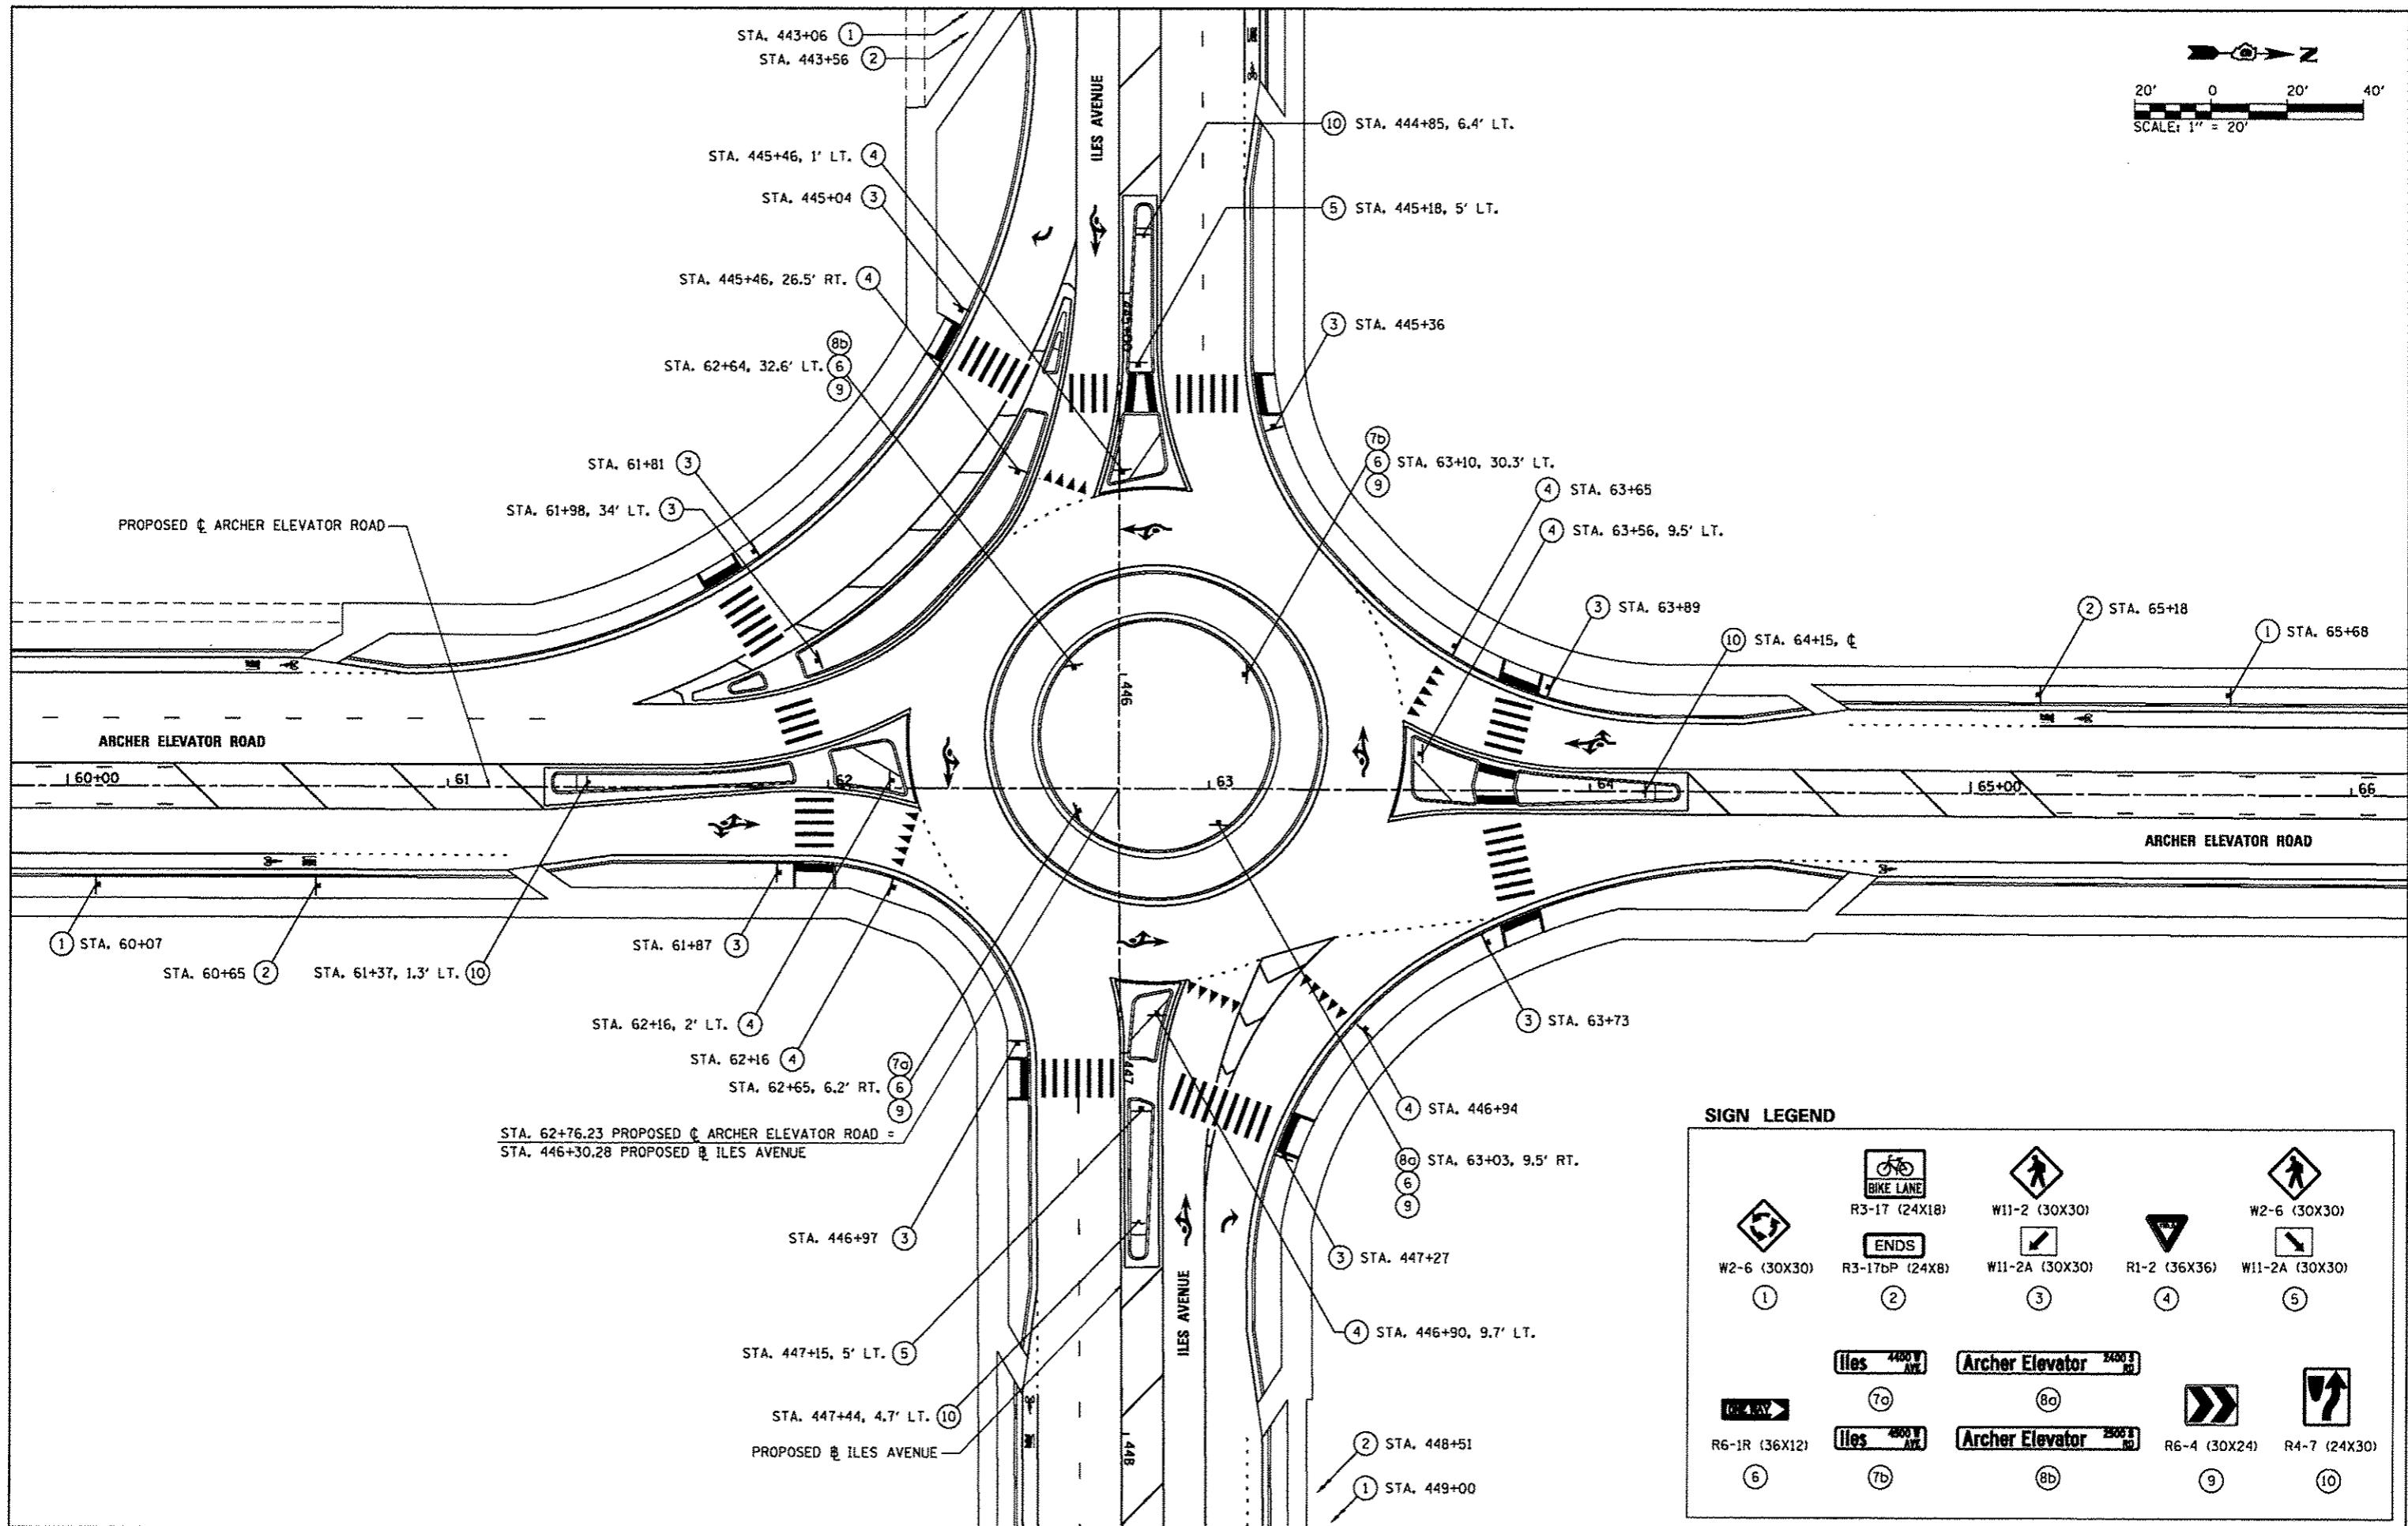 STA. 443+06 1
STA. 443+56 2
ILES AVENUE
N
20' 0 20' 40'
SCALE: 1" = 20'
10 STA. 444+85, 6.4' LT.
STA. 445+46, 1' LT. 4
STA. 445+04 3
5 STA. 445+18, 5' LT.
STA. 445+46, 26.5' RT. 4
445+00
3 STA. 445+36
8b
STA. 62+64, 32.6' LT. 6
9
7b
6 STA. 63+10, 30.3' LT.
9
STA. 61+81 3
STA. 61+98, 34' LT. 3
4 STA. 63+65
4 STA. 63+56, 9.5' LT.
PROPOSED ℄ ARCHER ELEVATOR ROAD
3 STA. 63+89
10 STA. 64+15, ℄
2 STA. 65+18
1 STA. 65+68
446
ARCHER ELEVATOR ROAD
60+00 61 62 63 64 65+00 66
ARCHER ELEVATOR ROAD
1 STA. 60+07
STA. 60+65 2
STA. 61+37, 1.3' LT. 10
STA. 61+87 3
STA. 62+16, 2' LT. 4
STA. 62+16 4
7a
STA. 62+65, 6.2' RT. 6
9
3 STA. 63+73
447
4 STA. 446+94
STA. 62+76.23 PROPOSED ℄ ARCHER ELEVATOR ROAD =
STA. 446+30.28 PROPOSED BL ILES AVENUE
8a STA. 63+03, 9.5' RT.
6
9
STA. 446+97 3
3 STA. 447+27
4 STA. 446+90, 9.7' LT.
STA. 447+15, 5' LT. 5
ILES AVENUE
STA. 447+44, 4.7' LT. 10
PROPOSED BL ILES AVENUE
448
2 STA. 448+51
1 STA. 449+00
SIGN LEGEND
BIKE LANE
R3-17 (24X18)
W11-2 (30X30)
W2-6 (30X30)
ENDS
W2-6 (30X30)
R3-17bP (24X8)
W11-2A (30X30)
R1-2 (36X36)
W11-2A (30X30)
1 2 3 4 5
Iles 4400 W AVE
Archer Elevator 2400 S RD
7a 8a
ONE WAY
Iles AVE
Archer Elevator 2500 S RD
R6-1R (36X12)
R6-4 (30X24)
R4-7 (24X30)
6 7b 8b 9 10